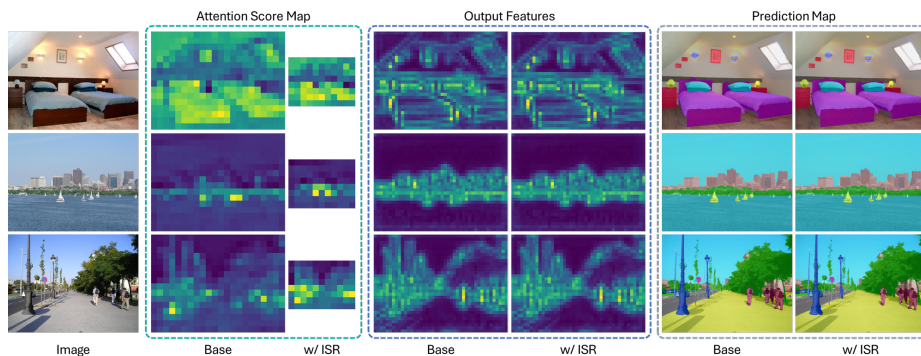 Attention Score Map
Output Features
Prediction Map
Image
Base
w/ ISR
Base
w/ ISR
Base
w/ ISR